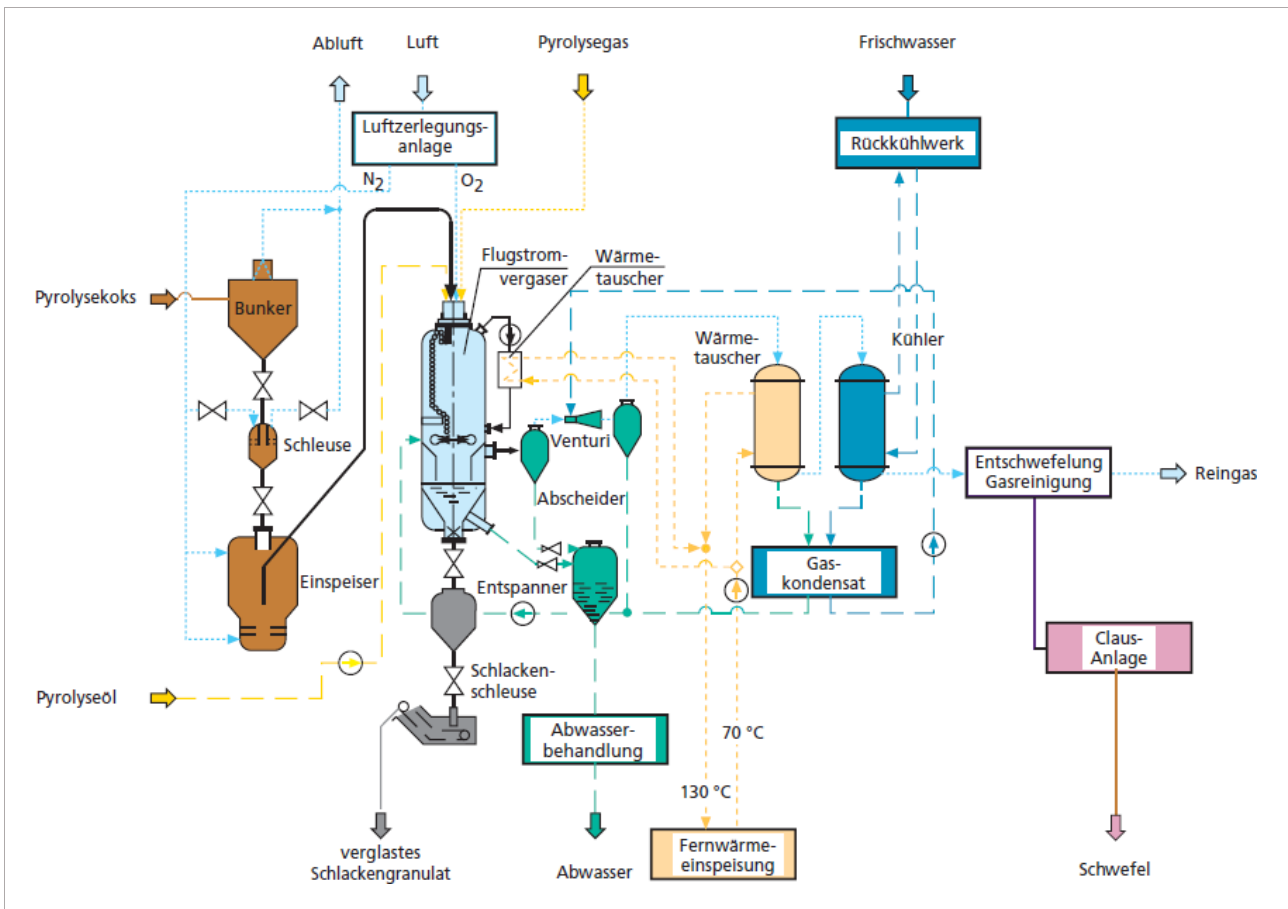 Abluft
Luft
Pyrolysegas
Frischwasser
Luftzerlegungs-
anlage
Rückkühlwerk
N2
O2
Flugstrom-
vergaser
Wärme-
tauscher
Pyrolysekoks
Bunker
Wärme-
tauscher
Kühler
Schleuse
Venturi
Abscheider
Entschwefelung
Gasreinigung
Reingas
Einspeiser
Entspanner
Gas-
kondensat
Claus-
Anlage
Schlacken-
schleuse
Pyrolyseöl
Abwasser-
behandlung
70 °C
130 °C
verglastes
Schlackengranulat
Abwasser
Fernwärme-
einspeisung
Schwefel